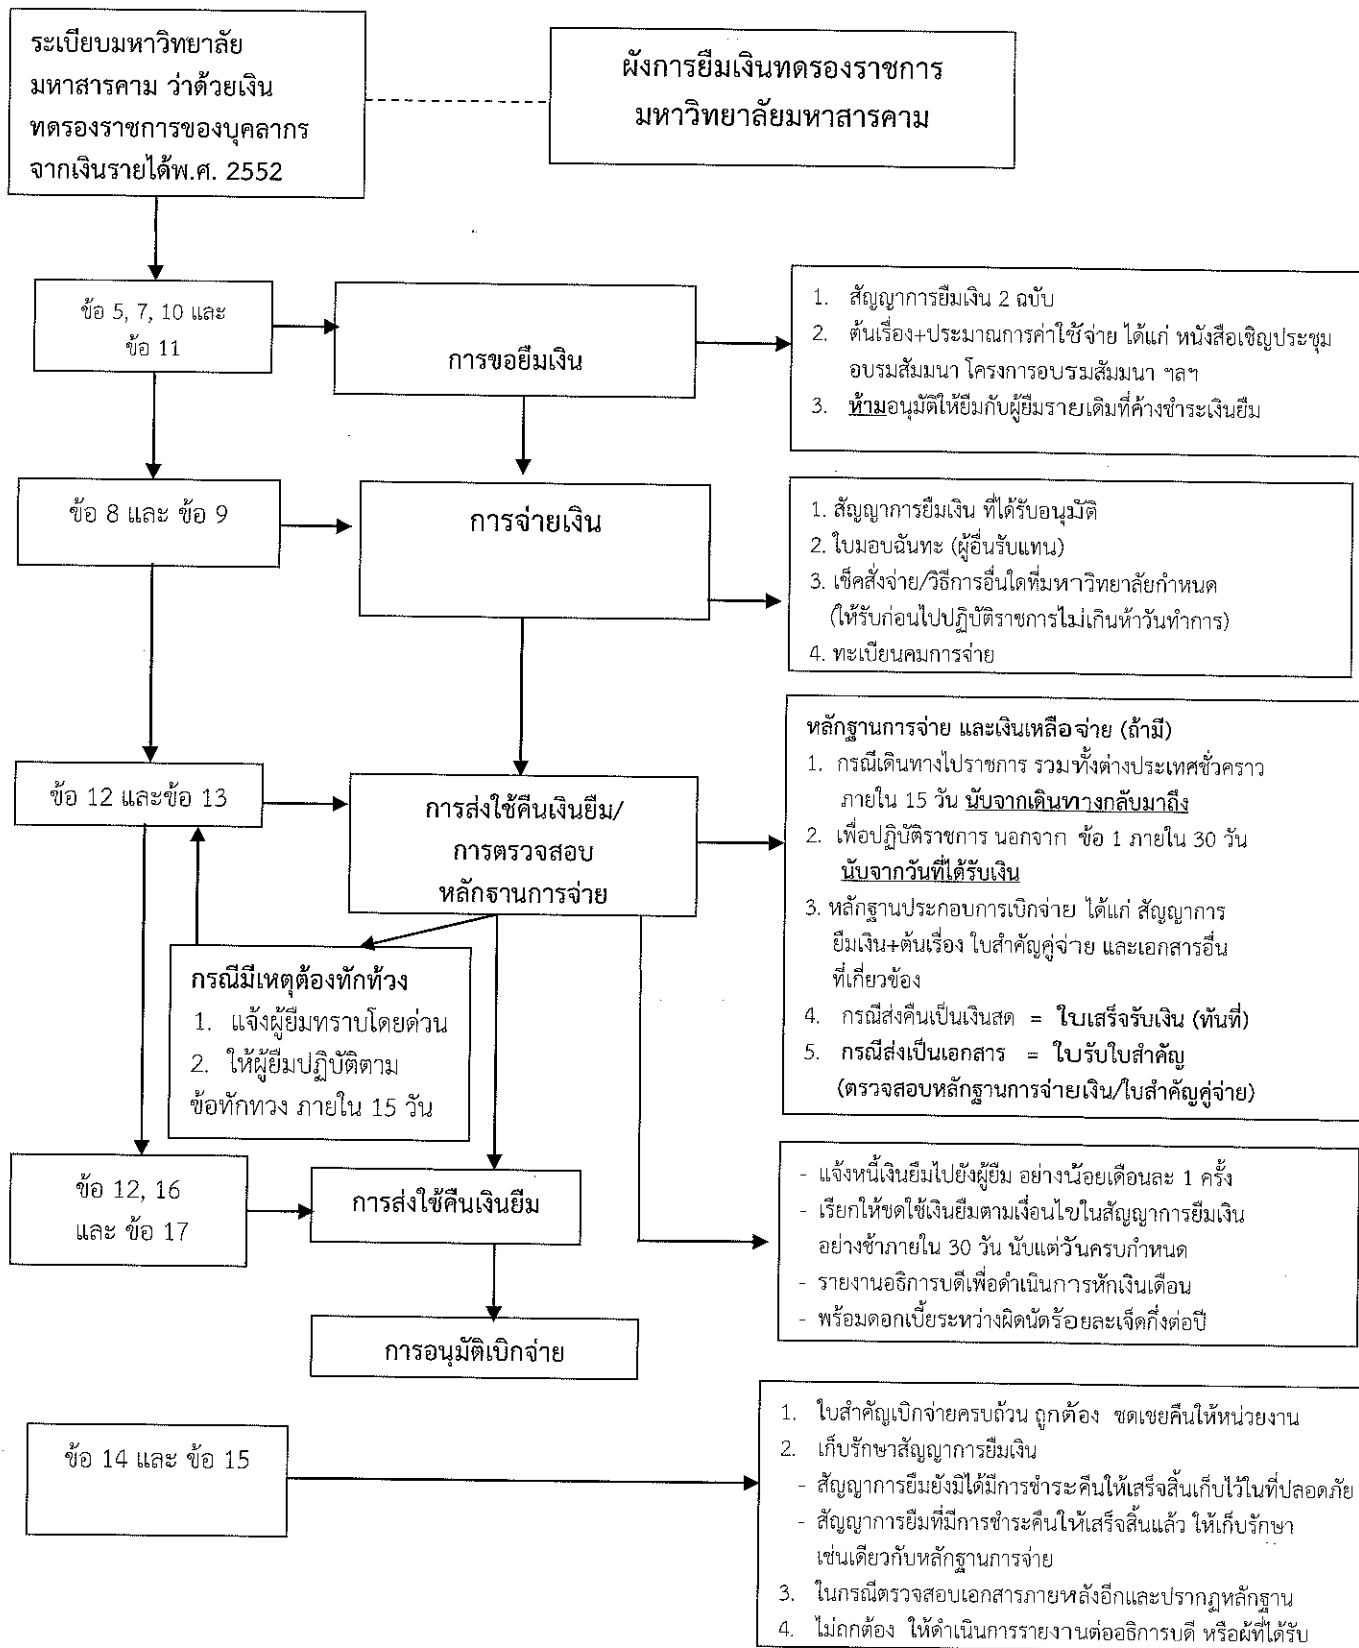 ระเบียบมหาวิทยาลัย
มหาสารคาม ว่าด้วยเงิน
ทดรองราชการของบุคลากร
จากเงินรายได้พ.ศ. 2552
ผังการยืมเงินทดรองราชการ
มหาวิทยาลัยมหาสารคาม
ข้อ 5, 7, 10 และ
ข้อ 11
การขอยืมเงิน
1. สัญญาการยืมเงิน 2 ฉบับ
2. ต้นเรื่อง+ประมาณการค่าใช้จ่าย ได้แก่ หนังสือเชิญประชุม
อบรมสัมมนา โครงการอบรมสัมมนา ฯลฯ
3. ห้ามอนุมัติให้ยืมกับผู้ยืมรายเดิมที่ค้างชำระเงินยืม
ข้อ 8 และ ข้อ 9
การจ่ายเงิน
1. สัญญาการยืมเงิน ที่ได้รับอนุมัติ
2. ใบมอบฉันทะ (ผู้อื่นรับแทน)
3. เช็คสั่งจ่าย/วิธีการอื่นใดที่มหาวิทยาลัยกำหนด
(ให้รับก่อนไปปฏิบัติราชการไม่เกินห้าวันทำการ)
4. ทะเบียนคมการจ่าย
ข้อ 12 และข้อ 13
การส่งใช้คืนเงินยืม/
การตรวจสอบ
หลักฐานการจ่าย
หลักฐานการจ่าย และเงินเหลือจ่าย (ถ้ามี)
1. กรณีเดินทางไปราชการ รวมทั้งต่างประเทศชั่วคราว
ภายใน 15 วัน นับจากเดินทางกลับมาถึง
2. เพื่อปฏิบัติราชการ นอกจาก ข้อ 1 ภายใน 30 วัน
นับจากวันที่ได้รับเงิน
3. หลักฐานประกอบการเบิกจ่าย ได้แก่ สัญญาการ
ยืมเงิน+ต้นเรื่อง ใบสำคัญคู่จ่าย และเอกสารอื่น
ที่เกี่ยวข้อง
4. กรณีส่งคืนเป็นเงินสด = ใบเสร็จรับเงิน (ทันที่)
5. กรณีส่งเป็นเอกสาร = ใบรับใบสำคัญ
(ตรวจสอบหลักฐานการจ่ายเงิน/ใบสำคัญคู่จ่าย)
กรณีมีเหตุต้องทักท้วง
1. แจ้งผู้ยืมทราบโดยด่วน
2. ให้ผู้ยืมปฏิบัติตาม
ข้อทักทวง ภายใน 15 วัน
ข้อ 12, 16
และ ข้อ 17
การส่งใช้คืนเงินยืม
- แจ้งหนี้เงินยืมไปยังผู้ยืม อย่างน้อยเดือนละ 1 ครั้ง
- เรียกให้ชดใช้เงินยืมตามเงื่อนไขในสัญญาการยืมเงิน
อย่างช้าภายใน 30 วัน นับแต่วันครบกำหนด
- รายงานอธิการบดีเพื่อดำเนินการหักเงินเดือน
- พร้อมดอกเบี้ยระหว่างผิดนัดร้อยละเจ็ดกึ่งต่อปี
การอนุมัติเบิกจ่าย
ข้อ 14 และ ข้อ 15
1. ใบสำคัญเบิกจ่ายครบถ้วน ถูกต้อง ชดเชยคืนให้หน่วยงาน
2. เก็บรักษาสัญญาการยืมเงิน
- สัญญาการยืมยังมิได้มีการชำระคืนให้เสร็จสิ้นเก็บไว้ในที่ปลอดภัย
- สัญญาการยืมที่มีการชำระคืนให้เสร็จสิ้นแล้ว ให้เก็บรักษา
เช่นเดียวกับหลักฐานการจ่าย
3. ในกรณีตรวจสอบเอกสารภายหลังอีกและปรากฏหลักฐาน
4. ไม่ถูกต้อง ให้ดำเนินการรายงานต่ออธิการบดี หรือผู้ที่ได้รับ